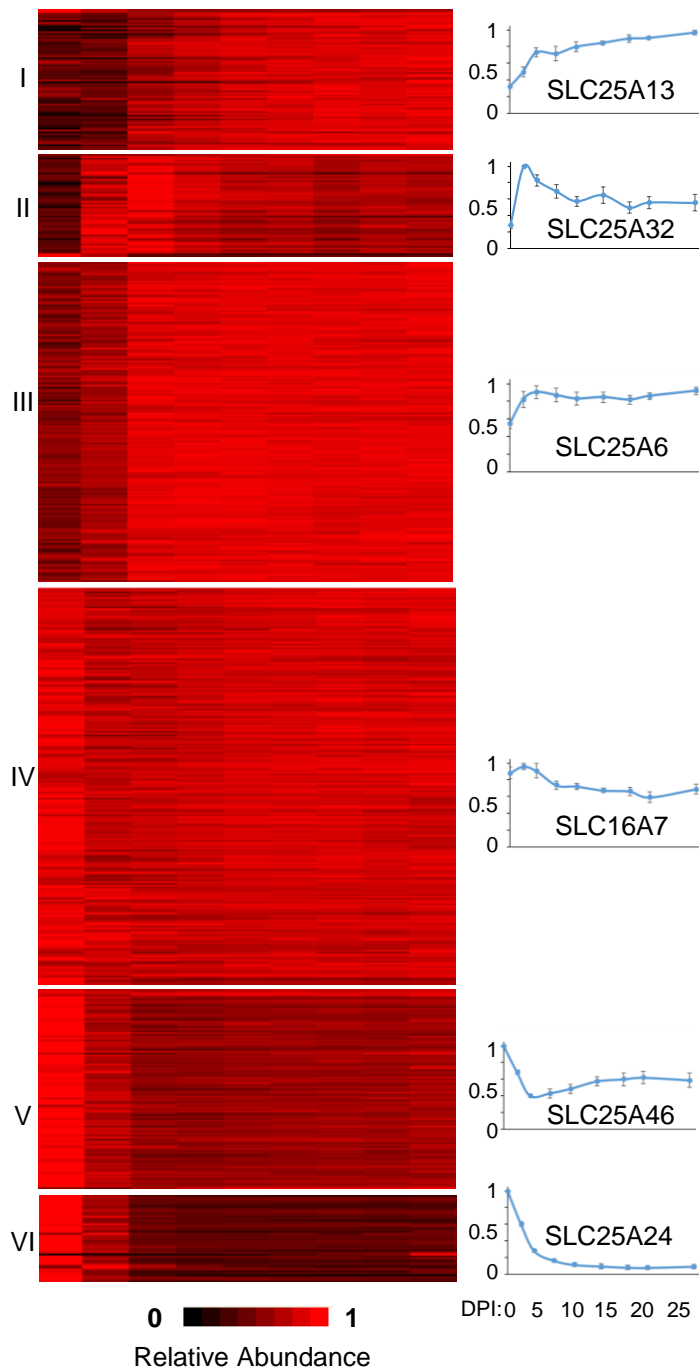 I
1
0.5
0
SLC25A13
II
1
0.5
0
SLC25A32
III
1
0.5
0
SLC25A6
IV
1
0.5
0
SLC16A7
V
1
0.5
0
SLC25A46
VI
1
0.5
0
SLC25A24
DPI: 0 5 10 15 20 25
0 1
Relative Abundance